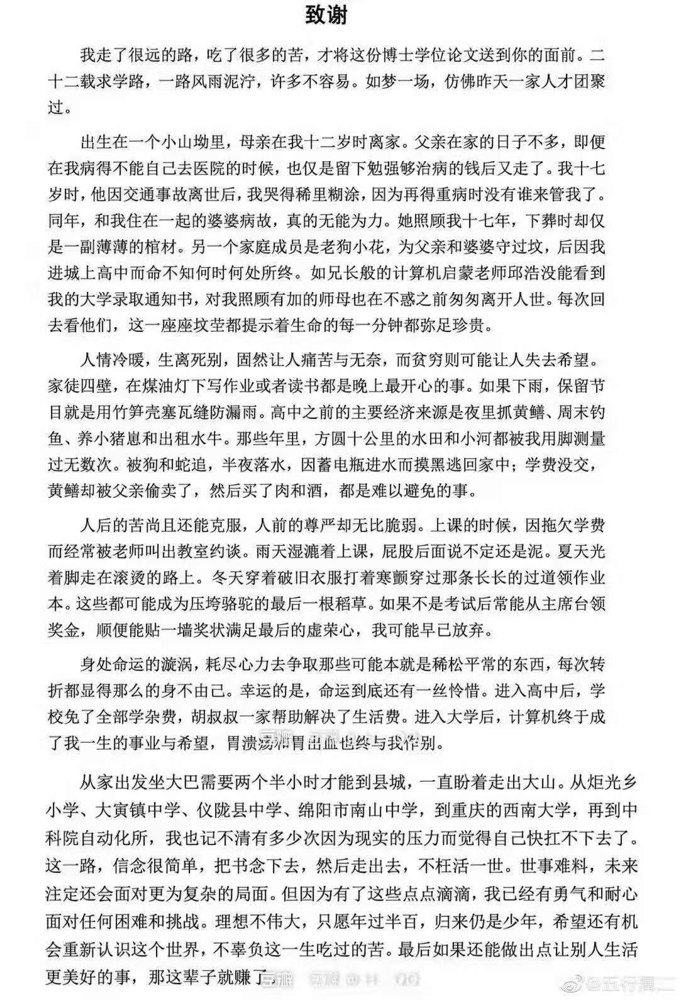 致谢
我走了很远的路，吃了很多的苦，才将这份博士学位论文送到你的面前。二
十二载求学路，一路风雨泥泞，许多不容易。如梦一场，仿佛昨天一家人才团聚
过。
出生在一个小山坳里，母亲在我十二岁时离家。父亲在家的日子不多，即便
在我病得不能自己去医院的时候，也仅是留下勉强够治病的钱后又走了。我十七
岁时，他因交通事故离世后，我哭得稀里糊涂，因为再得重病时没有谁来管我了。
同年，和我住在一起的婆婆病故，真的无能为力。她照顾我十七年，下葬时却仅
是一副薄薄的棺材。另一个家庭成员是老狗小花，为父亲和婆婆守过坟，后因我
进城上高中而命不知何时何处所终。如兄长般的计算机启蒙老师邱浩没能看到
我的大学录取通知书，对我照顾有加的师母也在不惑之前匆匆离开人世。每次回
去看他们，这一座座坟茔都提示着生命的每一分钟都弥足珍贵。
人情冷暖，生离死别，固然让人痛苦与无奈，而贫穷则可能让人失去希望。
家徒四壁，在煤油灯下写作业或者读书都是晚上最开心的事。如果下雨，保留节
目就是用竹笋壳塞瓦缝防漏雨。高中之前的主要经济来源是夜里抓黄鳝、周末钓
鱼、养小猪崽和出租水牛。那些年里，方圆十公里的水田和小河都被我用脚测量
过无数次。被狗和蛇追，半夜落水，因蓄电瓶进水而摸黑逃回家中；学费没交，
黄鳝却被父亲偷卖了，然后买了肉和酒，都是难以避免的事。
人后的苦尚且还能克服，人前的尊严却无比脆弱。上课的时候，因拖欠学费
而经常被老师叫出教室约谈。雨天湿漉着上课，屁股后面说不定还是泥。夏天光
着脚走在滚烫的路上。冬天穿着破旧衣服打着寒颤穿过那条长长的过道领作业
本。这些都可能成为压垮骆驼的最后一根稻草。如果不是考试后常能从主席台领
奖金，顺便能贴一墙奖状满足最后的虚荣心，我可能早已放弃。
身处命运的漩涡，耗尽心力去争取那些可能本就是稀松平常的东西，每次转
折都显得那么的身不由己。幸运的是，命运到底还有一丝怜惜。进入高中后，学
校免了全部学杂费，胡叔叔一家帮助解决了生活费。进入大学后，计算机终于成
了我一生的事业与希望，胃溃疡和胃出血也终与我作别。
从家出发坐大巴需要两个半小时才能到县城，一直盼着走出大山。从炬光乡
小学、大寅镇中学、仪陇县中学、绵阳市南山中学，到重庆的西南大学，再到中
科院自动化所，我也记不清有多少次因为现实的压力而觉得自己快扛不下去了。
这一路，信念很简单，把书念下去，然后走出去，不枉活一世。世事难料，未来
注定还会面对更为复杂的局面。但因为有了这些点点滴滴，我已经有勇气和耐心
面对任何困难和挑战。理想不伟大，只愿年过半百，归来仍是少年，希望还有机
会重新认识这个世界，不辜负这一生吃过的苦。最后如果还能做出点让别人生活
更美好的事，那这辈子就赚了。
@五行属二